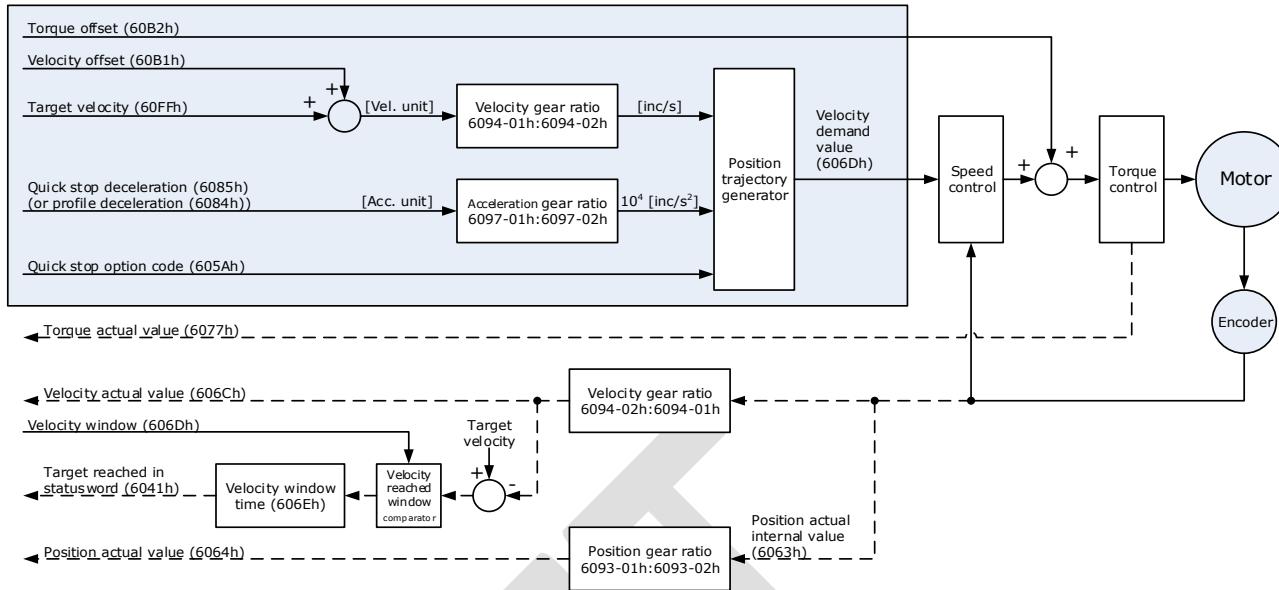 Torque offset (60B2h)
Velocity offset (60B1h)
+
Target velocity (60FFh)
+
[Vel. unit]
Velocity gear ratio
6094-01h:6094-02h
[inc/s]
Quick stop deceleration (6085h)
(or profile deceleration (6084h))
[Acc. unit]
Acceleration gear ratio
6097-01h:6097-02h
10⁴ [inc/s²]
Quick stop option code (605Ah)
Position
trajectory
generator
Velocity
demand
value
(606Dh)
Speed
control
+
+
Torque
control
Motor
Encoder
Torque actual value (6077h)
Velocity actual value (606Ch)
Velocity gear ratio
6094-02h:6094-01h
Velocity window (606Dh)
Target
velocity
+
-
Target reached in
statusword (6041h)
Velocity window
time (606Eh)
Velocity
reached
window
comparator
Position actual
internal value
(6063h)
Position actual value (6064h)
Position gear ratio
6093-01h:6093-02h